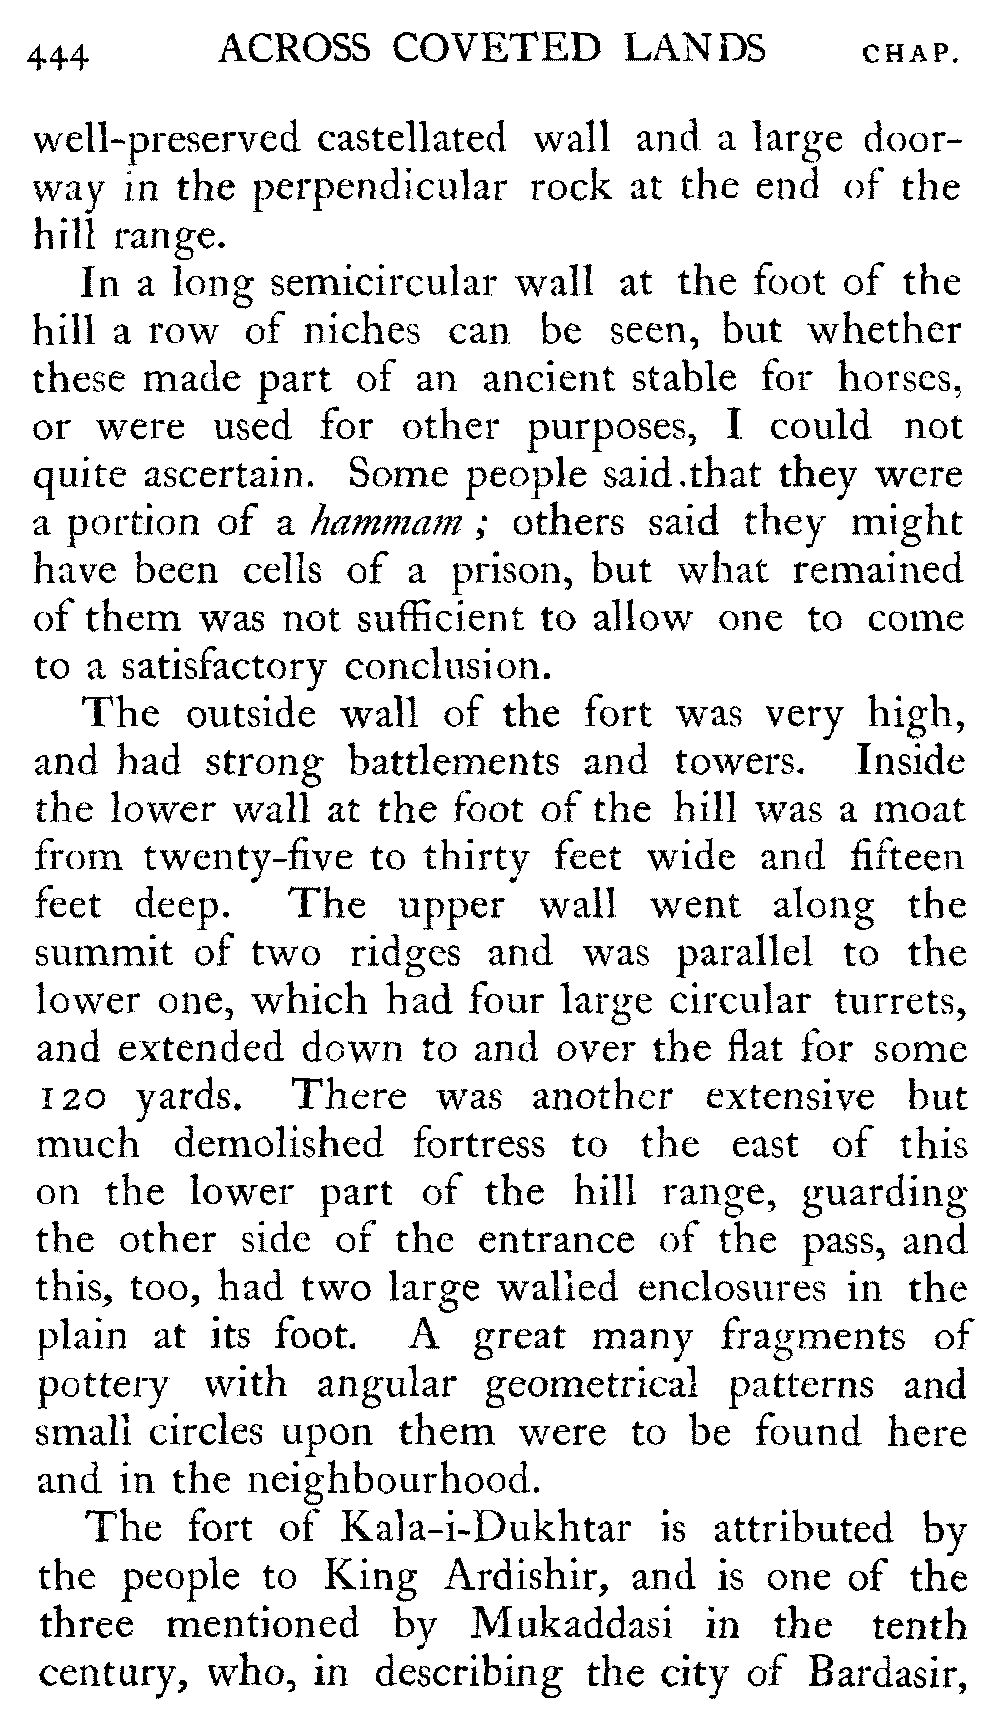 444 ACROSS COVETED LANDS CHAP.
well-preserved castellated wall and a large door-
way in the perpendicular rock at the end of the
hill range.
In a long semicircular wall at the foot of the
hill a row of niches can be seen, but whether
these made part of an ancient stable for horses,
or were used for other purposes, I could not
quite ascertain. Some people said that they were
a portion of a hammam; others said they might
have been cells of a prison, but what remained
of them was not sufficient to allow one to come
to a satisfactory conclusion.
The outside wall of the fort was very high,
and had strong battlements and towers. Inside
the lower wall at the foot of the hill was a moat
from twenty-five to thirty feet wide and fifteen
feet deep. The upper wall went along the
summit of two ridges and was parallel to the
lower one, which had four large circular turrets,
and extended down to and over the flat for some
120 yards. There was another extensive but
much demolished fortress to the east of this
on the lower part of the hill range, guarding
the other side of the entrance of the pass, and
this, too, had two large walled enclosures in the
plain at its foot. A great many fragments of
pottery with angular geometrical patterns and
small circles upon them were to be found here
and in the neighbourhood.
The fort of Kala-i-Dukhtar is attributed by
the people to King Ardishir, and is one of the
three mentioned by Mukaddasi in the tenth
century, who, in describing the city of Bardasir,